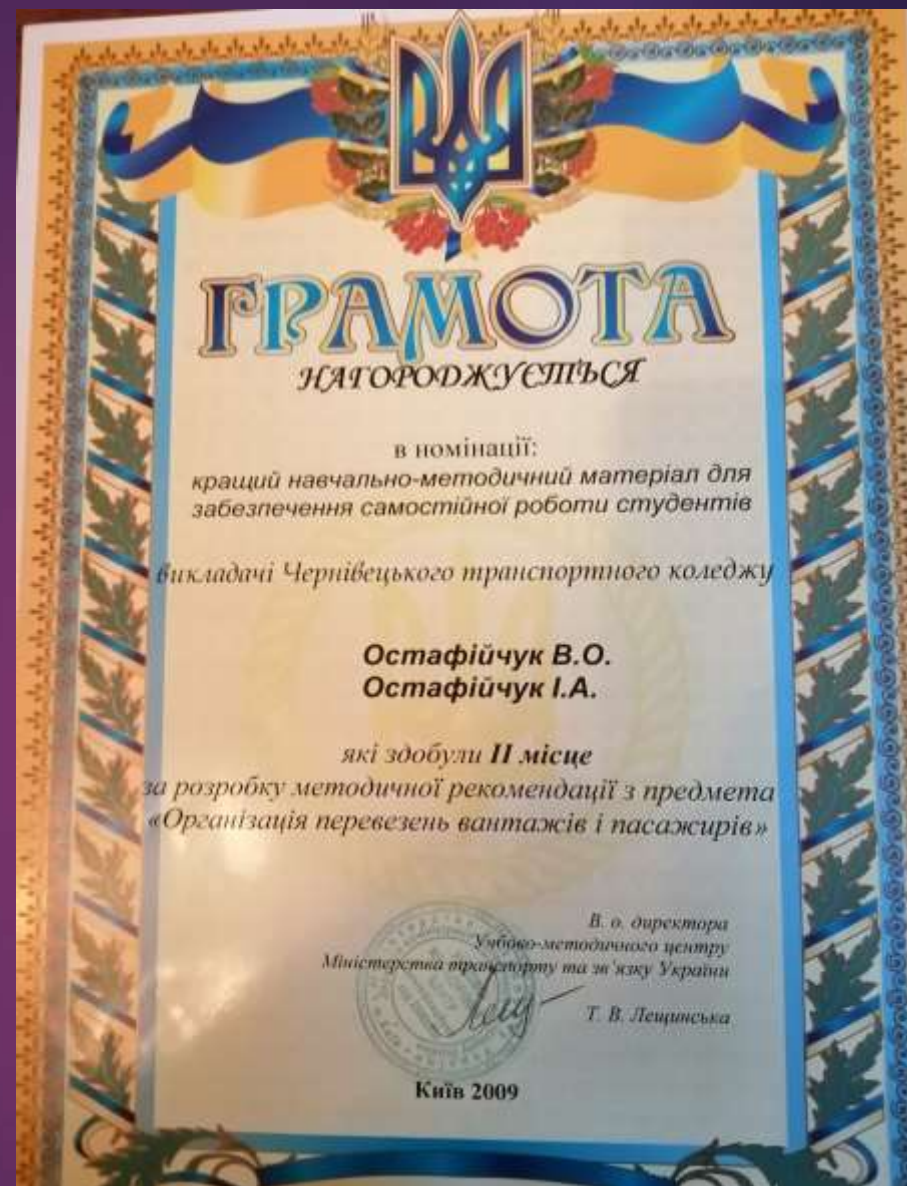 ГРАМОТА
НАГОРОДЖУЄТЬСЯ
в номінації:
кращий навчально-методичний матеріал для
забезпечення самостійної роботи студентів
викладачі Чернівецького транспортного коледжу
Остафійчук В.О.
Остафійчук І.А.
які здобули ІІ місце
за розробку методичної рекомендації з предмета
«Організація перевезень вантажів і пасажирів»
В. о. директора
Учбово-методичного центру
Міністерства транспорту та зв'язку України
Т. В. Лещинська
Київ 2009